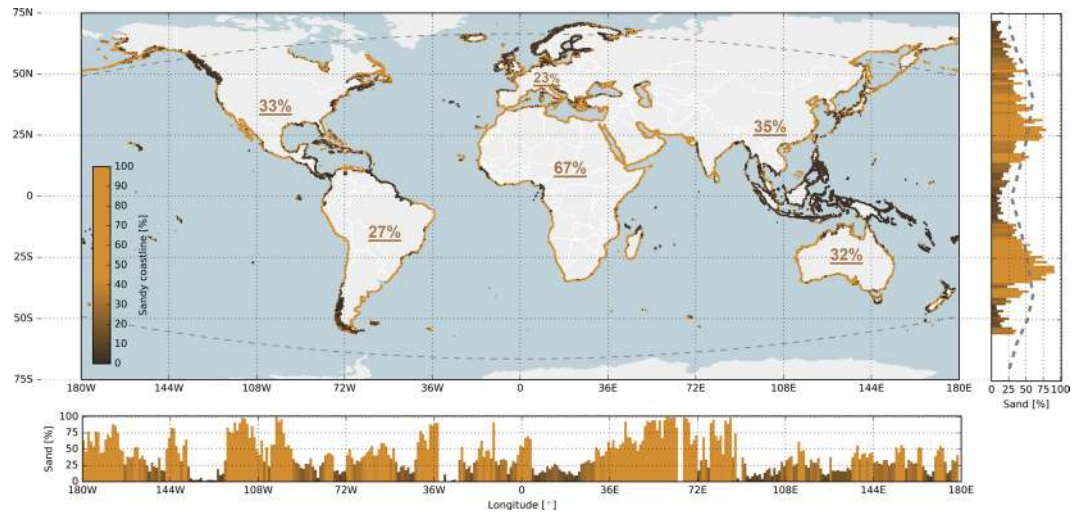 75N
50N
25N
0
25S
50S
75S
33%
23%
35%
67%
27%
32%
100
90
80
70
60
50
40
30
20
10
0
Sandy coastline [%]
180W 144W 108W 72W 36W 0 36E 72E 108E 144E 180E
0 25 50 75 100
Sand [%]
Sand [%]
100
75
50
25
0
180W 144W 108W 72W 36W 0 36E 72E 108E 144E 180E
Longitude [°]